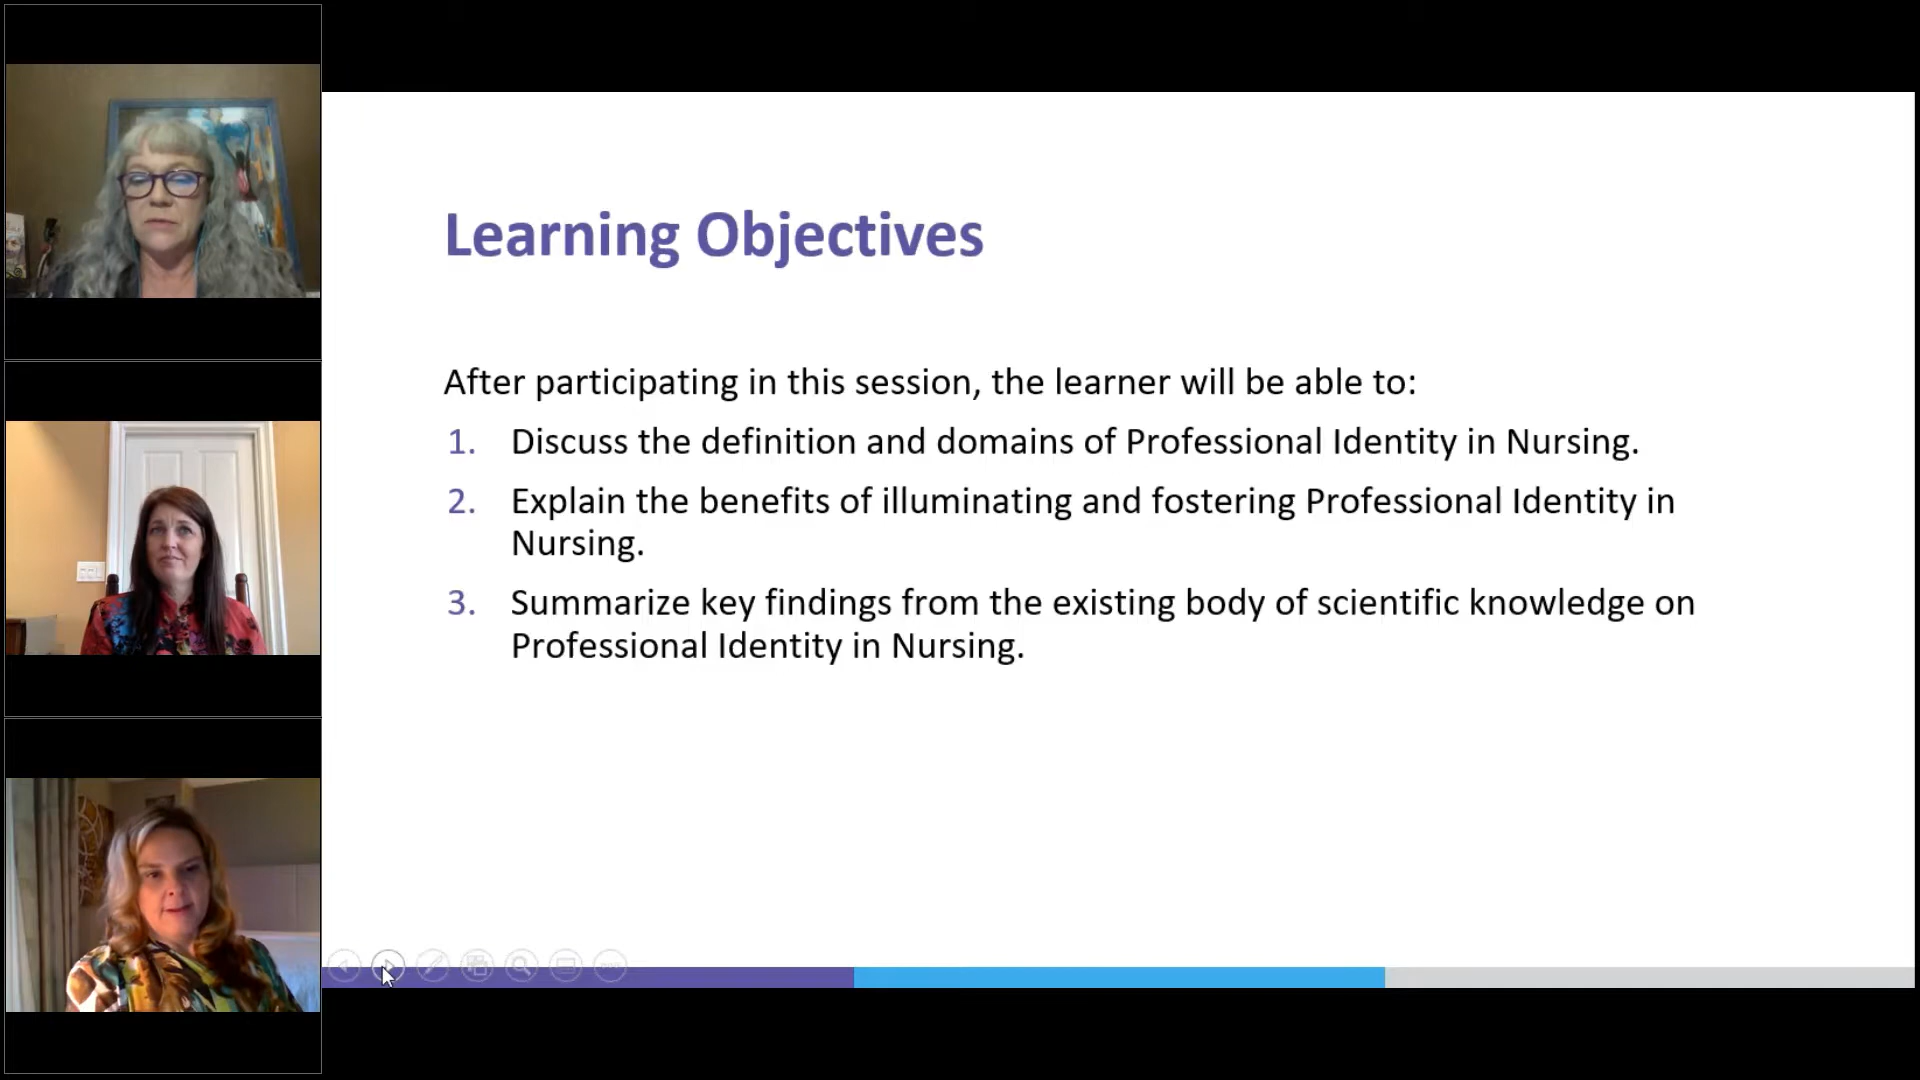 Learning Objectives
After participating in this session, the learner will be able to:
1. Discuss the definition and domains of Professional Identity in Nursing.
2. Explain the benefits of illuminating and fostering Professional Identity in
Nursing.
3. Summarize key findings from the existing body of scientific knowledge on
Professional Identity in Nursing.